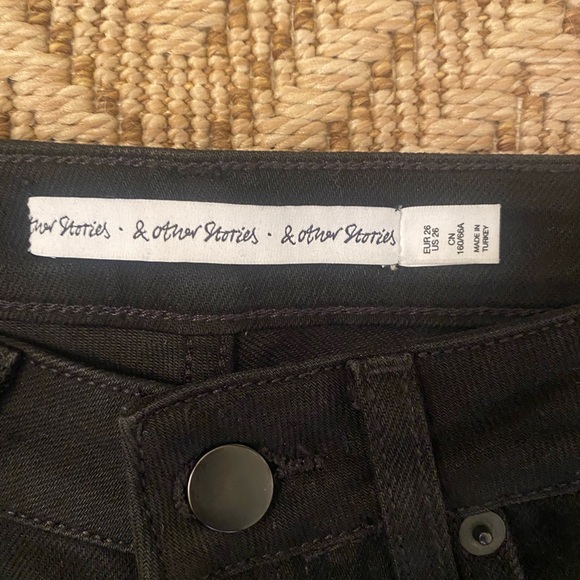 other Stories · & other Stories · & other Stories
EUR 26
US 26
CN
160/66A
MADE IN
TURKEY